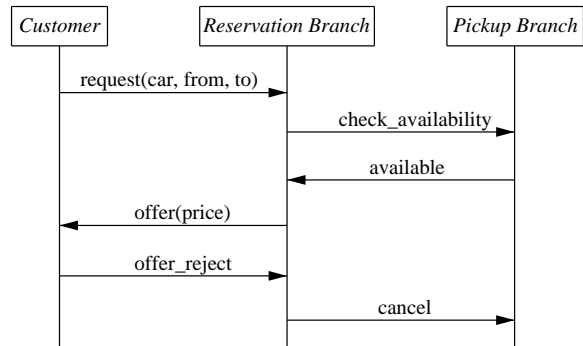 Customer
Reservation Branch
Pickup Branch
request(car, from, to)
check_availability
available
offer(price)
offer_reject
cancel